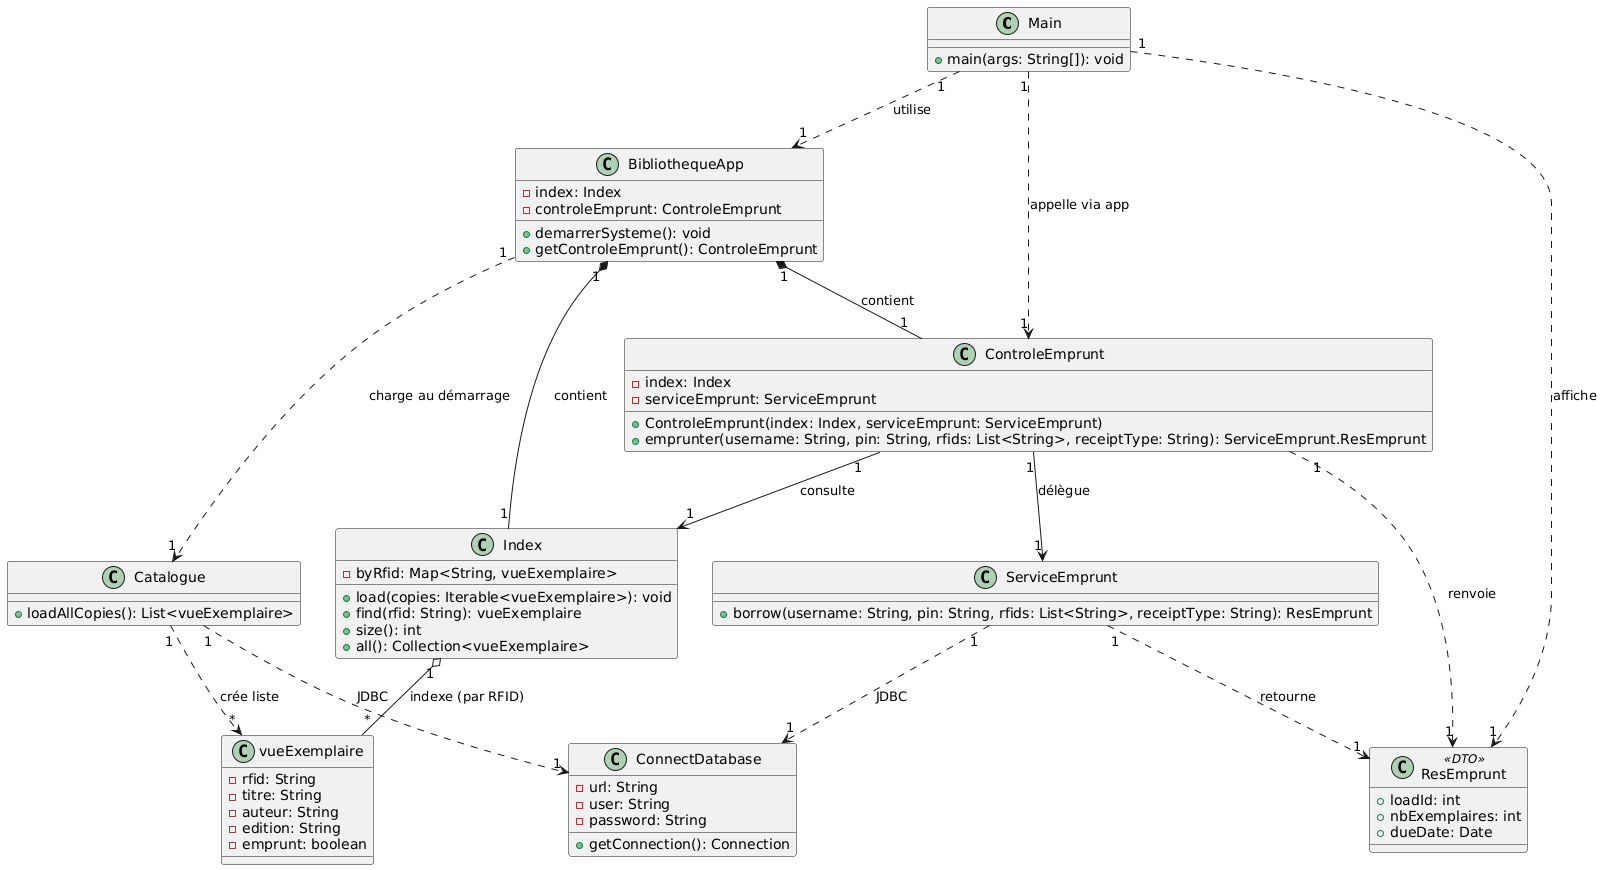 C Main
+ main(args: String[]): void
1
1
1
utilise
1
C BibliothequeApp
index: Index
controleEmprunt: ControleEmprunt
demarrerSysteme(): void
getControleEmprunt(): ControleEmprunt
appelle via app
1
1
1
contient
1
1
C ControleEmprunt
index: Index
serviceEmprunt: ServiceEmprunt
ControleEmprunt(index: Index, serviceEmprunt: ServiceEmprunt)
emprunter(username: String, pin: String, rfids: List<String>, receiptType: String): ServiceEmprunt.ResEmprunt
charge au démarrage
contient
affiche
1
1
1
consulte
délègue
1
1
1
1
C Index
byRfid: Map<String, vueExemplaire>
load(copies: Iterable<vueExemplaire>): void
find(rfid: String): vueExemplaire
size(): int
all(): Collection<vueExemplaire>
C Catalogue
loadAllCopies(): List<vueExemplaire>
C ServiceEmprunt
borrow(username: String, pin: String, rfids: List<String>, receiptType: String): ResEmprunt
renvoie
1
1
1
1
1
crée liste
JDBC
indexe (par RFID)
JDBC
retourne
*
*
1
1
1
1
1
C vueExemplaire
rfid: String
titre: String
auteur: String
edition: String
emprunt: boolean
C ConnectDatabase
url: String
user: String
password: String
getConnection(): Connection
C «DTO»
ResEmprunt
loadId: int
nbExemplaires: int
dueDate: Date